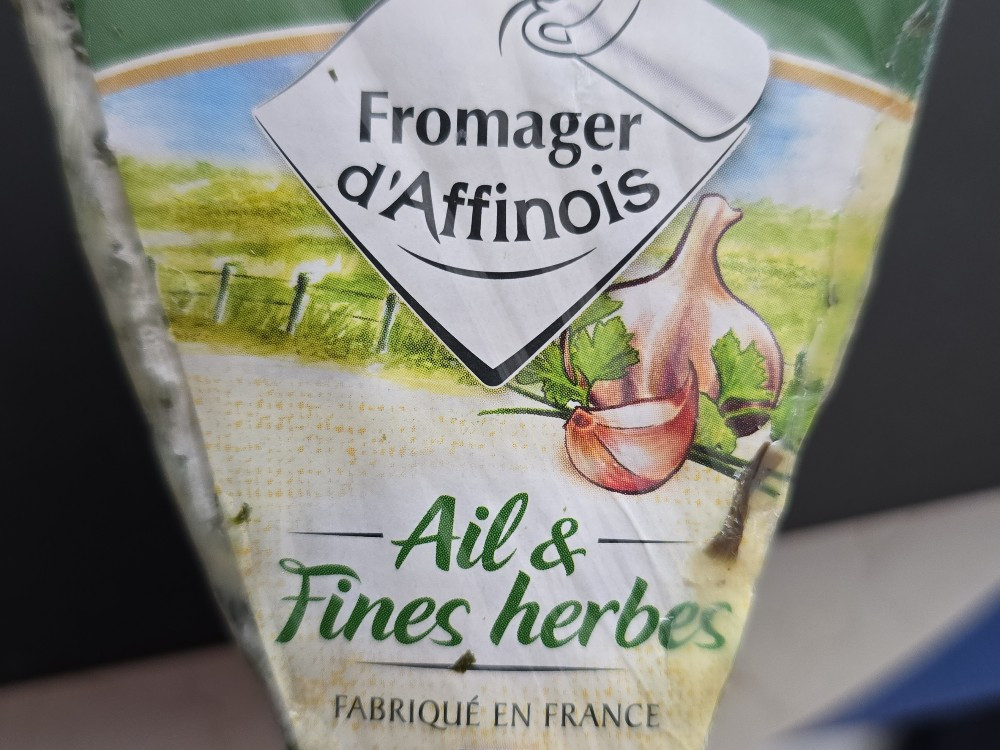 Fromager
d'Affinois
Ail &
Fines herbes
FABRIQUÉ EN FRANCE